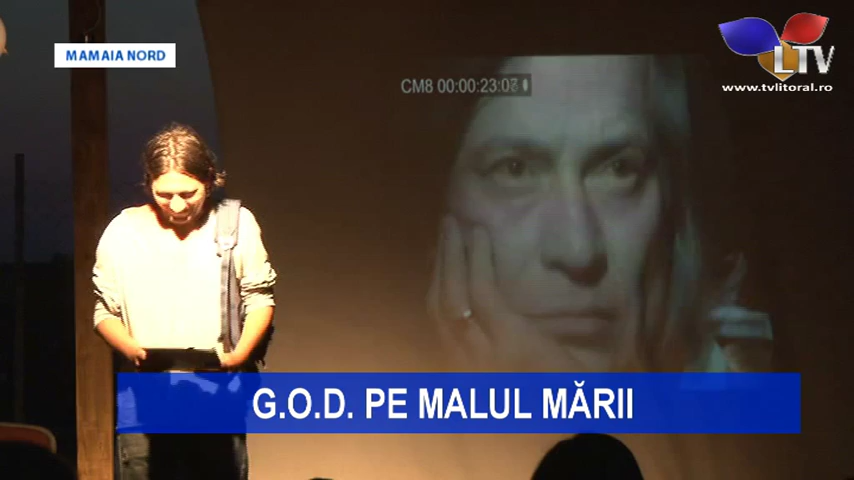 MAMAIA NORD
LTV
www.tvlitoral.ro
CM8 00:00:23:0
G.O.D. PE MALUL MĂRII